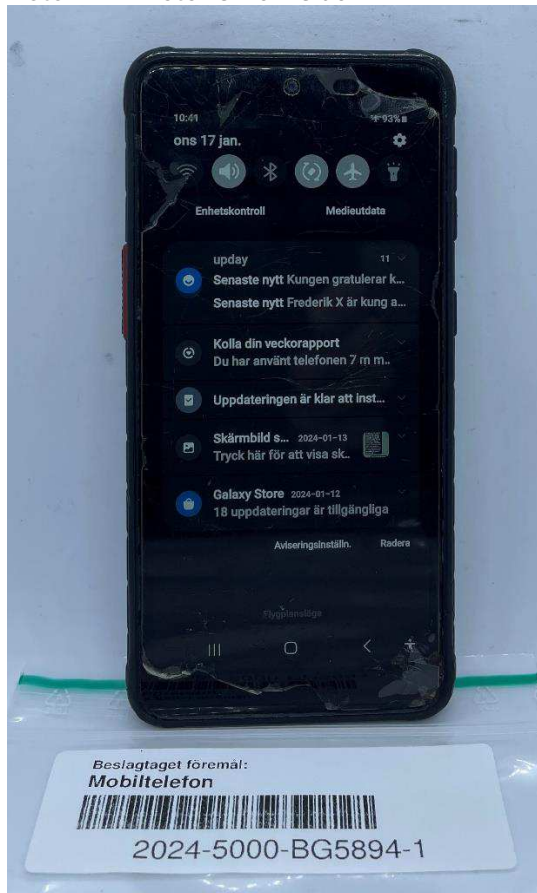 10:41
93%
ons 17 jan.
Enhetskontroll
Medieutdata
upday
11
Senaste nytt Kungen gratulerar k...
Senaste nytt Frederik X är kung a...
Kolla din veckorapport
Du har använt telefonen 7 m m..
Uppdateringen är klar att inst...
Skärmbild s... 2024-01-13
Tryck här för att visa sk..
Galaxy Store 2024-01-12
18 uppdateringar är tillgängliga
Aviseringsinställn.
Radera
Flygplansläge
Beslagtaget föremål:
Mobiltelefon
2024-5000-BG5894-1